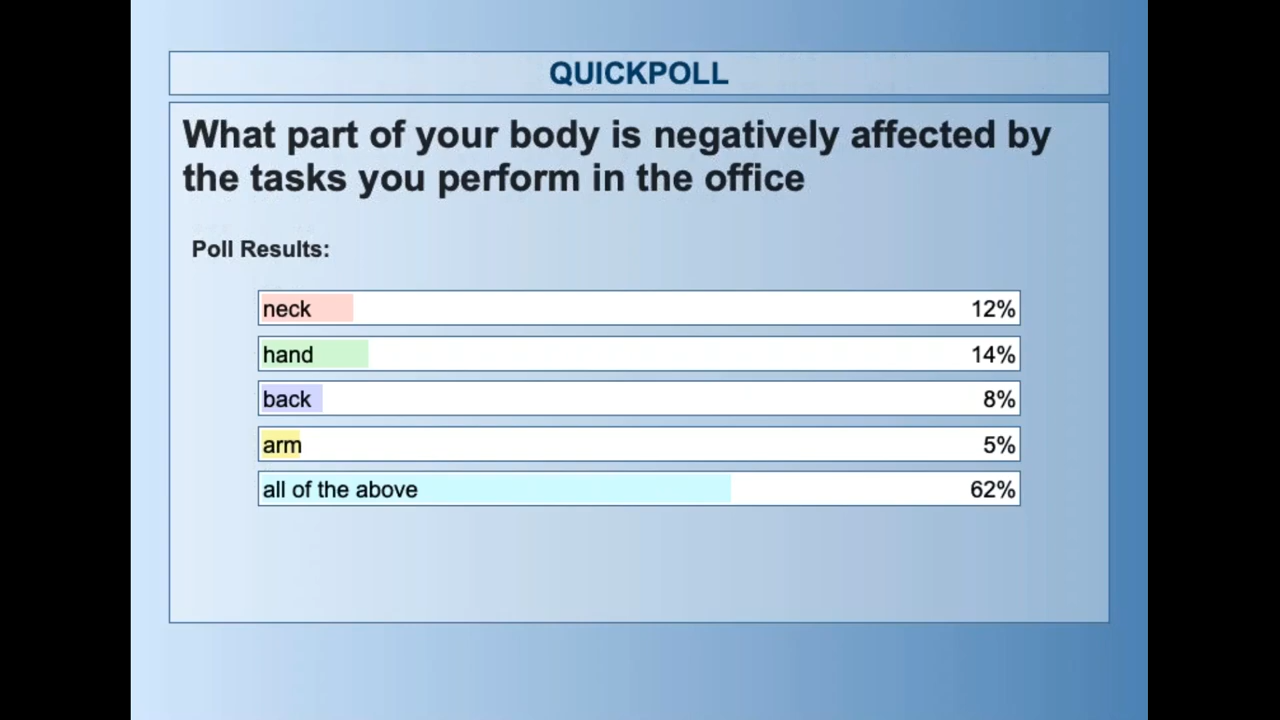 QUICKPOLL
What part of your body is negatively affected by
the tasks you perform in the office
Poll Results:
neck 12%
hand 14%
back 8%
arm 5%
all of the above 62%